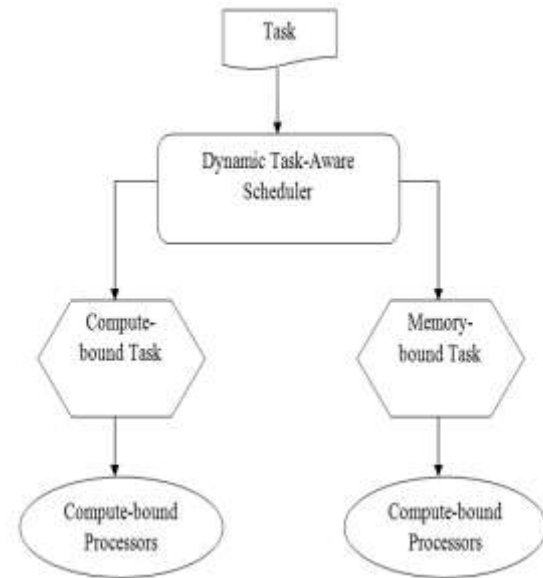 Task
Dynamic Task-Aware
Scheduler
Compute-
bound Task
Memory-
bound Task
Compute-bound
Processors
Compute-bound
Processors